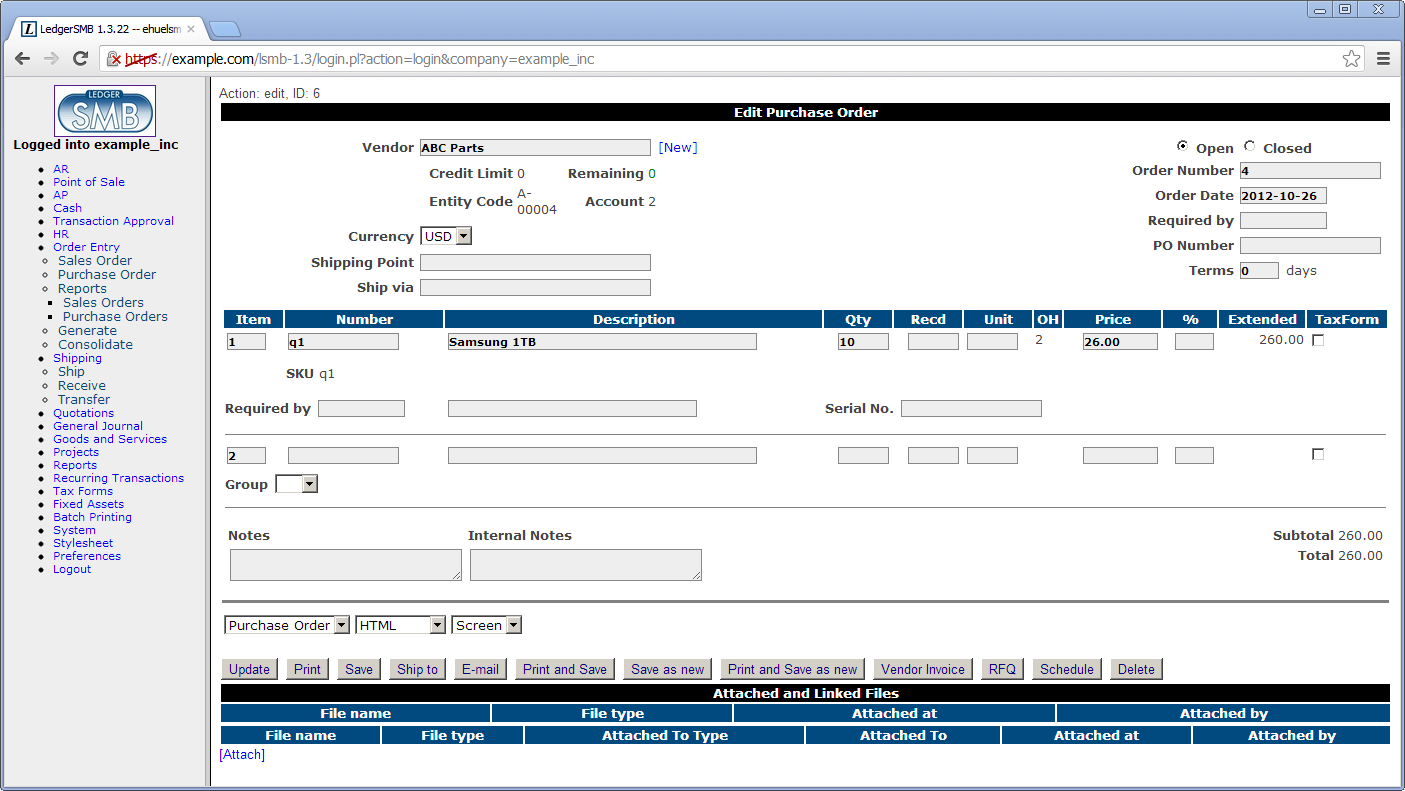 LedgerSMB 1.3.22 -- ehuelsm
https://example.com/lsmb-1.3/login.pl?action=login&company=example_inc
LEDGER
SMB
Logged into example_inc
AR
Point of Sale
AP
Cash
Transaction Approval
HR
Order Entry
Sales Order
Purchase Order
Reports
Sales Orders
Purchase Orders
Generate
Consolidate
Shipping
Ship
Receive
Transfer
Quotations
General Journal
Goods and Services
Projects
Reports
Recurring Transactions
Tax Forms
Fixed Assets
Batch Printing
System
Stylesheet
Preferences
Logout
Action: edit, ID: 6
Edit Purchase Order
Vendor ABC Parts [New]
Credit Limit 0 Remaining 0
Entity Code A-
00004 Account 2
Currency USD
Shipping Point
Ship via
Open Closed
Order Number 4
Order Date 2012-10-26
Required by
PO Number
Terms 0 days
Item Number Description Qty Recd Unit OH Price % Extended TaxForm
1 q1 Samsung 1TB 10 2 26.00 260.00
SKU q1
Required by Serial No.
2
Group
Notes Internal Notes Subtotal 260.00
Total 260.00
Purchase Order HTML Screen
Update Print Save Ship to E-mail Print and Save Save as new Print and Save as new Vendor Invoice RFQ Schedule Delete
Attached and Linked Files
File name File type Attached at Attached by
File name File type Attached To Type Attached To Attached at Attached by
[Attach]